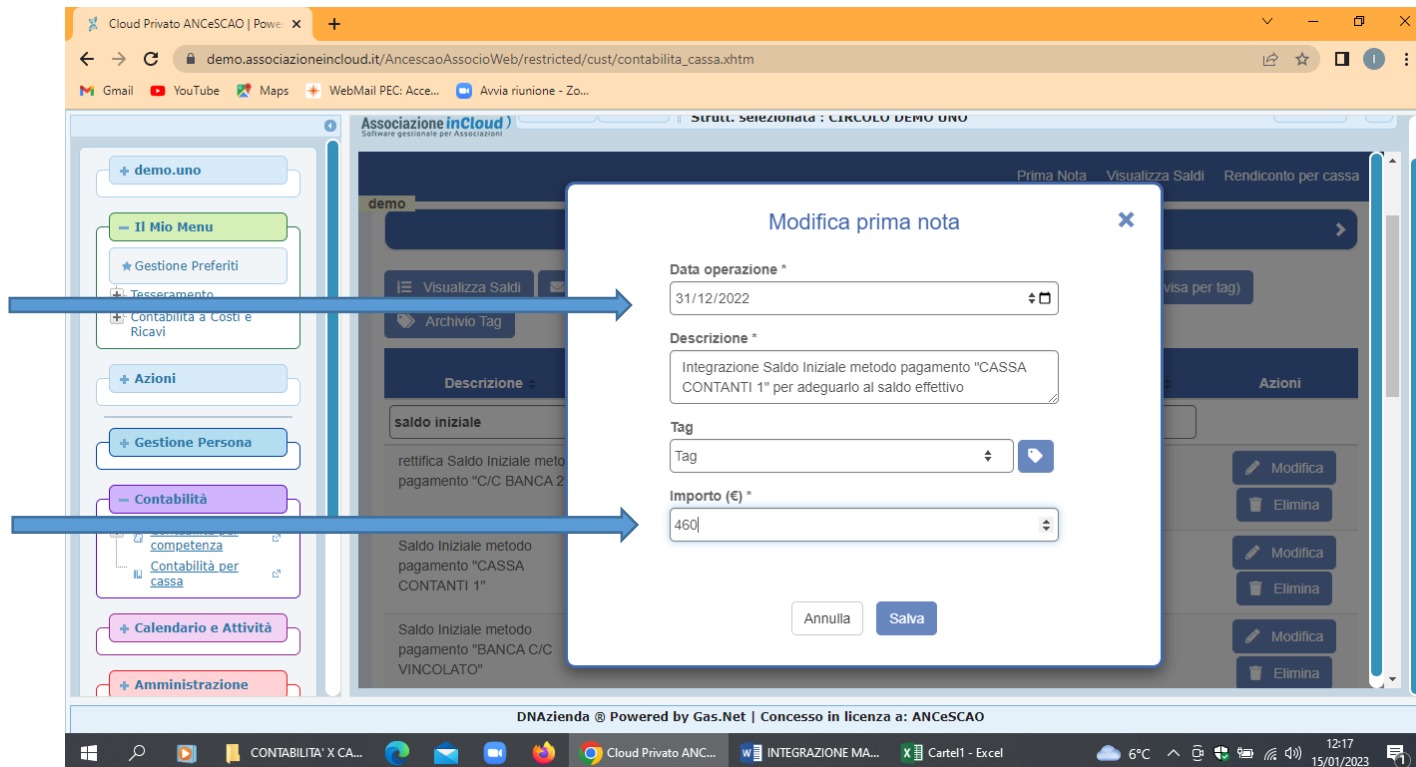 Cloud Privato ANCeSCAO | Powe
demo.associazioneincloud.it/AncescaoAssocioWeb/restricted/cust/contabilita_cassa.xhtm
Gmail YouTube Maps WebMail PEC: Acce... Avvia riunione - Zo...
Associazione inCloud)
Software gestionale per Associazioni
Strutt. selezionata : CIRCOLO DEMO UNO
+ demo.uno
− Il Mio Menu
Gestione Preferiti
Tesseramento
Contabilità a Costi e
Ricavi
+ Azioni
+ Gestione Persona
− Contabilità
Contabilità per
competenza
Contabilità per
cassa
+ Calendario e Attività
+ Amministrazione
Prima Nota Visualizza Saldi Rendiconto per cassa
demo
Visualizza Saldi
visa per tag)
Archivio Tag
Descrizione
Azioni
saldo iniziale
rettifica Saldo Iniziale meto
pagamento "C/C BANCA 2
Modifica
Elimina
Saldo Iniziale metodo
pagamento "CASSA
CONTANTI 1"
Modifica
Elimina
Saldo Iniziale metodo
pagamento "BANCA C/C
VINCOLATO"
Modifica
Elimina
Modifica prima nota
Data operazione *
31/12/2022
Descrizione *
Integrazione Saldo Iniziale metodo pagamento "CASSA
CONTANTI 1" per adeguarlo al saldo effettivo
Tag
Tag
Importo (€) *
460
Annulla Salva
DNAzienda ® Powered by Gas.Net | Concesso in licenza a: ANCeSCAO
CONTABILITA' X CA... Cloud Privato ANC... INTEGRAZIONE MA... Cartel1 - Excel 6°C 12:17
15/01/2023